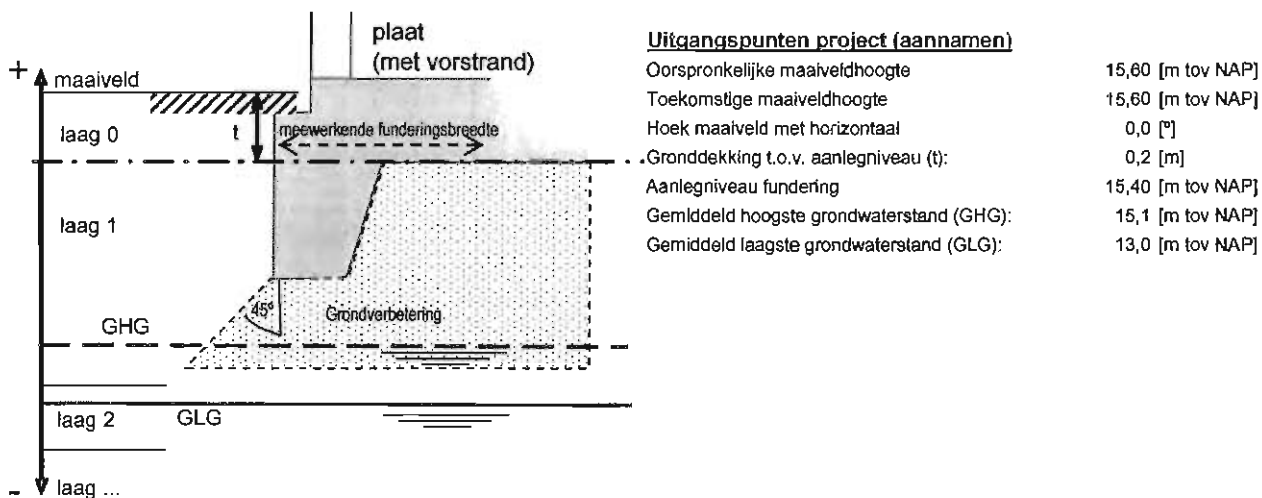 plaat
(met vorstrand)
+
maaiveld
laag 0
t
meewerkende funderingsbreedte
laag 1
45°
Grondverbetering
GHG
laag 2
GLG
laag ...
Uitgangspunten project (aannamen)
Oorspronkelijke maaiveldhoogte 15,60 [m tov NAP]
Toekomstige maaiveldhoogte 15,60 [m tov NAP]
Hoek maaiveld met horizontaal 0,0 [º]
Gronddekking t.o.v. aanlegniveau (t): 0,2 [m]
Aanlegniveau fundering 15,40 [m tov NAP]
Gemiddeld hoogste grondwaterstand (GHG): 15,1 [m tov NAP]
Gemiddeld laagste grondwaterstand (GLG): 13,0 [m tov NAP]